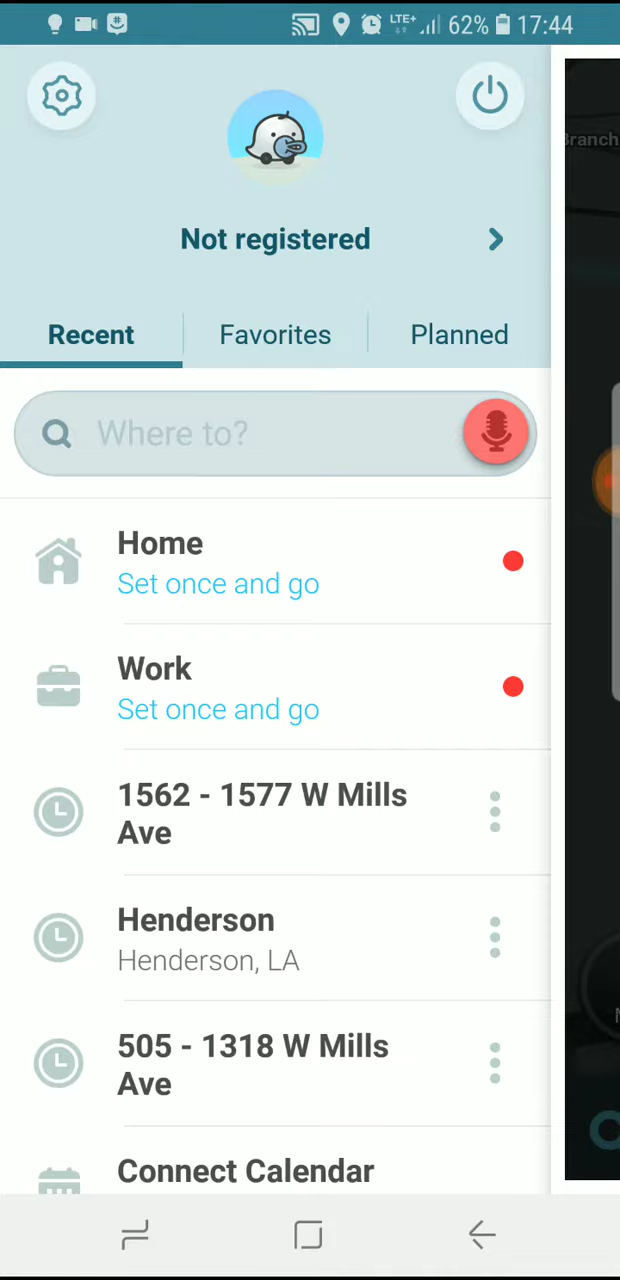 LTE+ 62% 17:44
Branch
Not registered
Recent Favorites Planned
Where to?
Home
Set once and go
Work
Set once and go
1562 - 1577 W Mills
Ave
Henderson
Henderson, LA
505 - 1318 W Mills
Ave
Connect Calendar